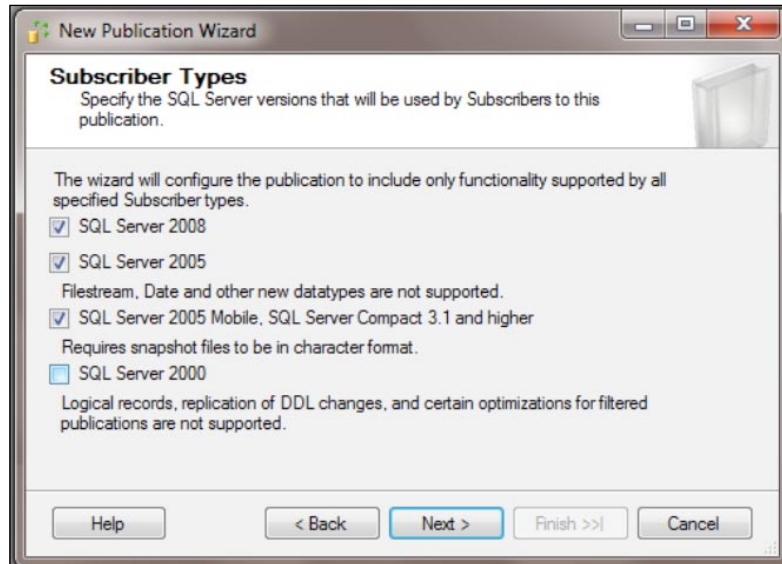 New Publication Wizard
Subscriber Types
Specify the SQL Server versions that will be used by Subscribers to this
publication.
The wizard will configure the publication to include only functionality supported by all
specified Subscriber types.
SQL Server 2008
SQL Server 2005
Filestream, Date and other new datatypes are not supported.
SQL Server 2005 Mobile, SQL Server Compact 3.1 and higher
Requires snapshot files to be in character format.
SQL Server 2000
Logical records, replication of DDL changes, and certain optimizations for filtered
publications are not supported.
Help < Back Next > Finish >>| Cancel